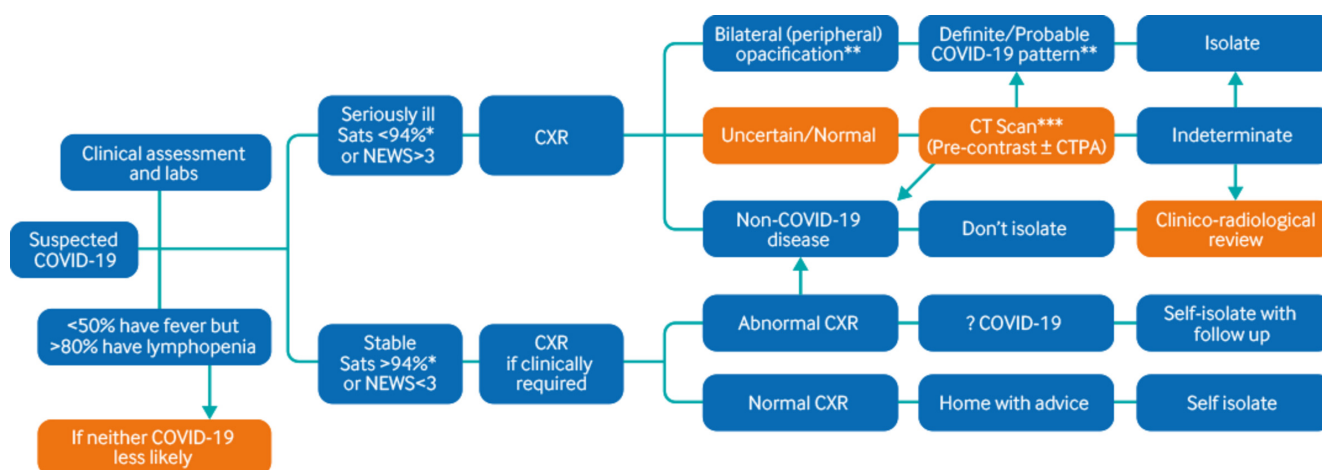 Suspected
COVID-19
Clinical assessment
and labs
<50% have fever but
>80% have lymphopenia
If neither COVID-19
less likely
Seriously ill
Sats <94%*
or NEWS>3
CXR
Bilateral (peripheral)
opacification**
Definite/Probable
COVID-19 pattern**
Isolate
Uncertain/Normal
CT Scan***
(Pre-contrast ± CTPA)
Indeterminate
Non-COVID-19
disease
Don't isolate
Clinico-radiological
review
Stable
Sats >94%*
or NEWS<3
CXR
if clinically
required
Abnormal CXR
? COVID-19
Self-isolate with
follow up
Normal CXR
Home with advice
Self isolate